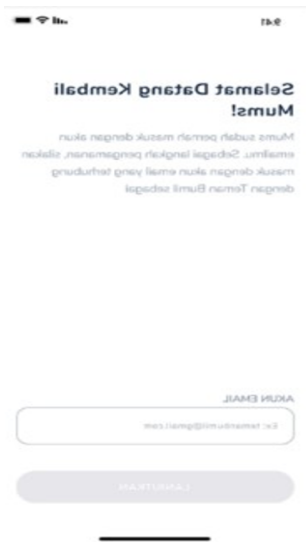 9:41
Selamat Datang Kembali
Mums!
Mums sudah pernah masuk dengan akun
emailmu. Sebagai langkah pengamanan, silakan
masuk dengan akun email yang terhubung
dengan Teman Bumil sebagai
AKUN EMAIL
Ex: temanbumil@gmail.com
LANJUTKAN